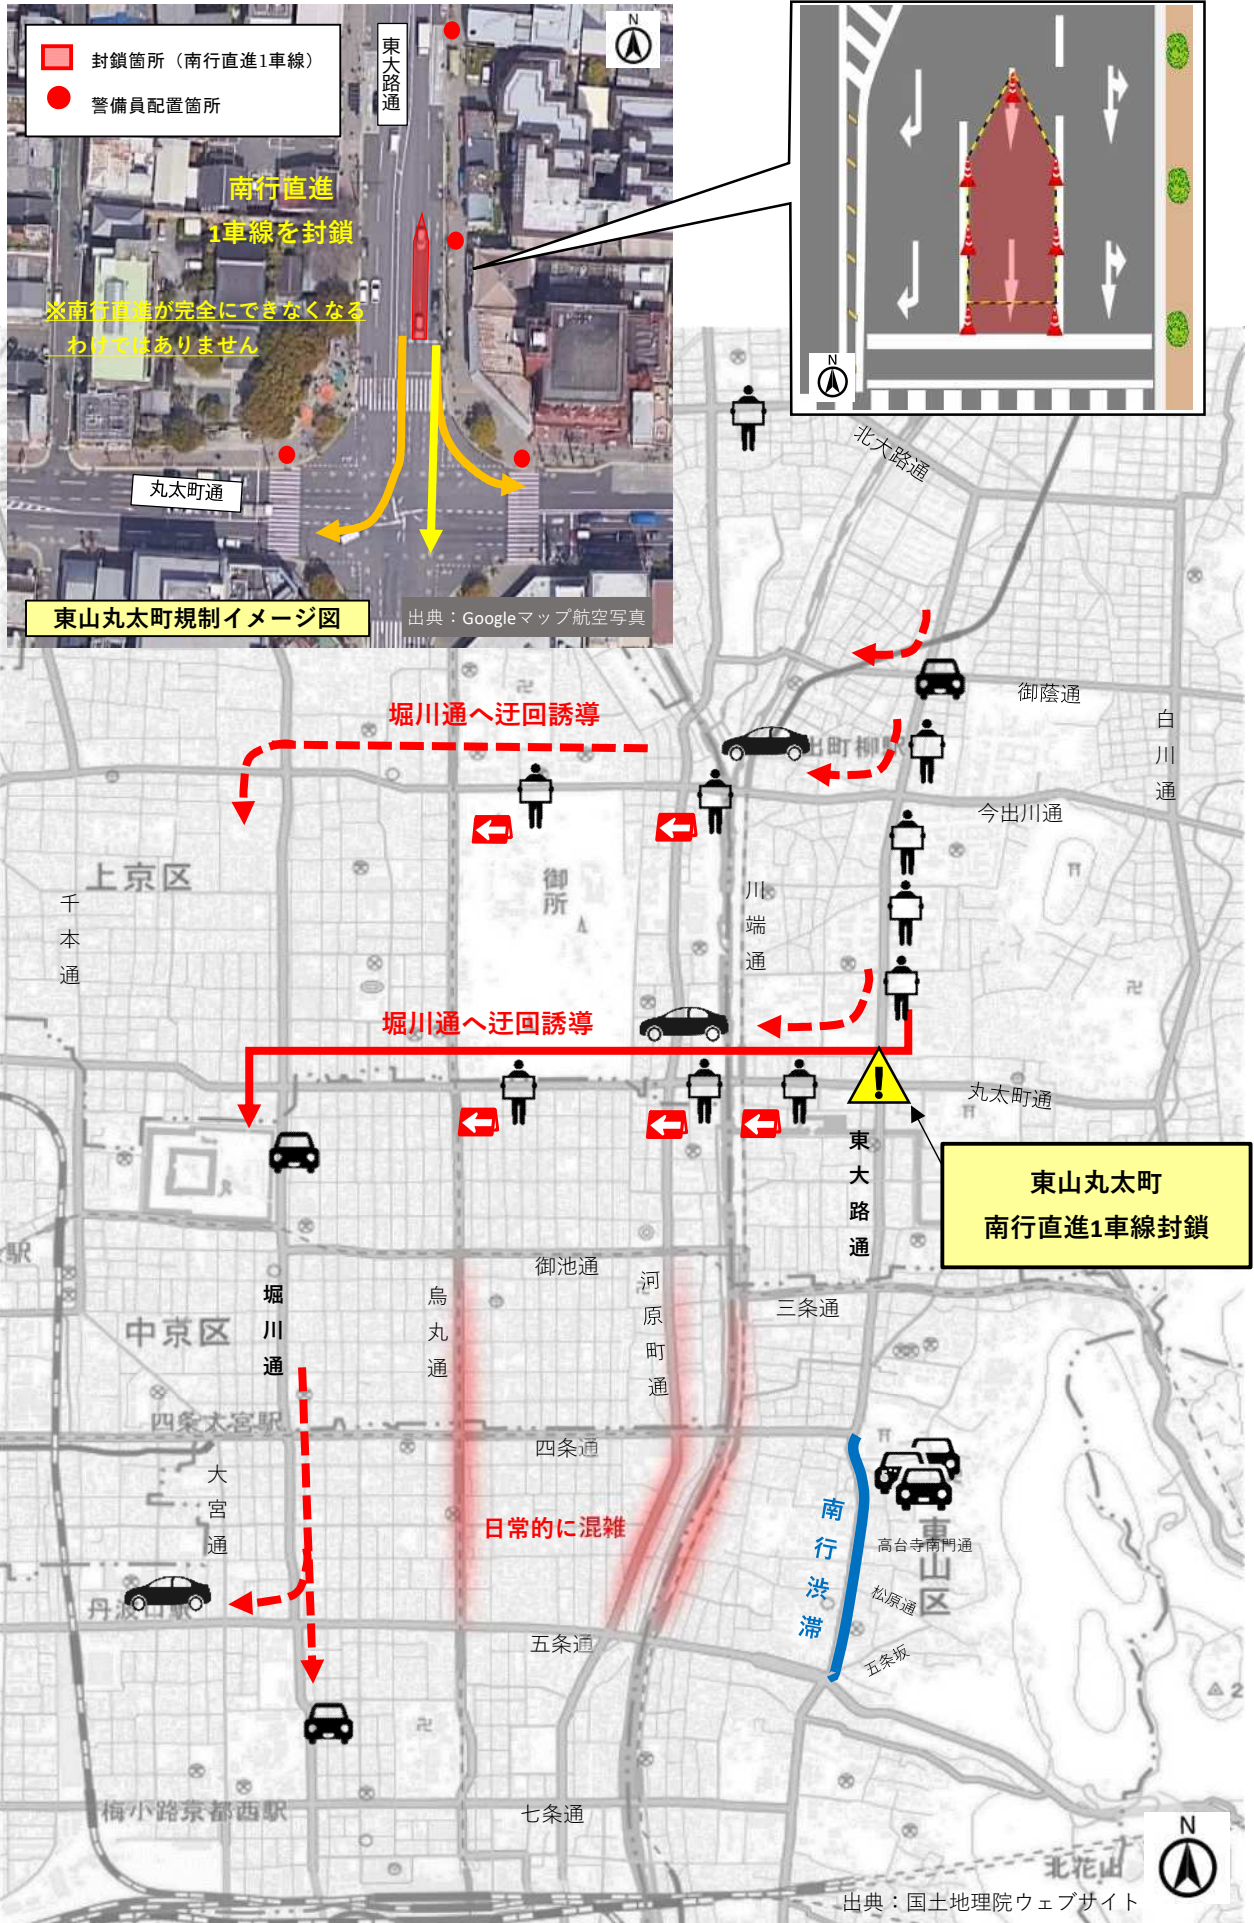 封鎖箇所（南行直進1車線）
警備員配置箇所
東大路通
N
N
南行直進
1車線を封鎖
※南行直進が完全にできなくなる
わけではありません
丸太町通
東山丸太町規制イメージ図
出典：Googleマップ航空写真
北大路通
御蔭通
白川通
堀川通へ迂回誘導
出町柳駅
今出川通
上京区
御所
千本通
川端通
堀川通へ迂回誘導
丸太町通
東大路通
東山丸太町
南行直進1車線封鎖
御池通
河原町通
三条通
堀川通
烏丸通
中京区
四条大宮駅
四条通
大宮通
日常的に混雑
南行渋滞
高台寺南門通
東山区
松原通
丹波口駅
五条通
五条坂
梅小路京都西駅
七条通
N
北花山
出典：国土地理院ウェブサイト